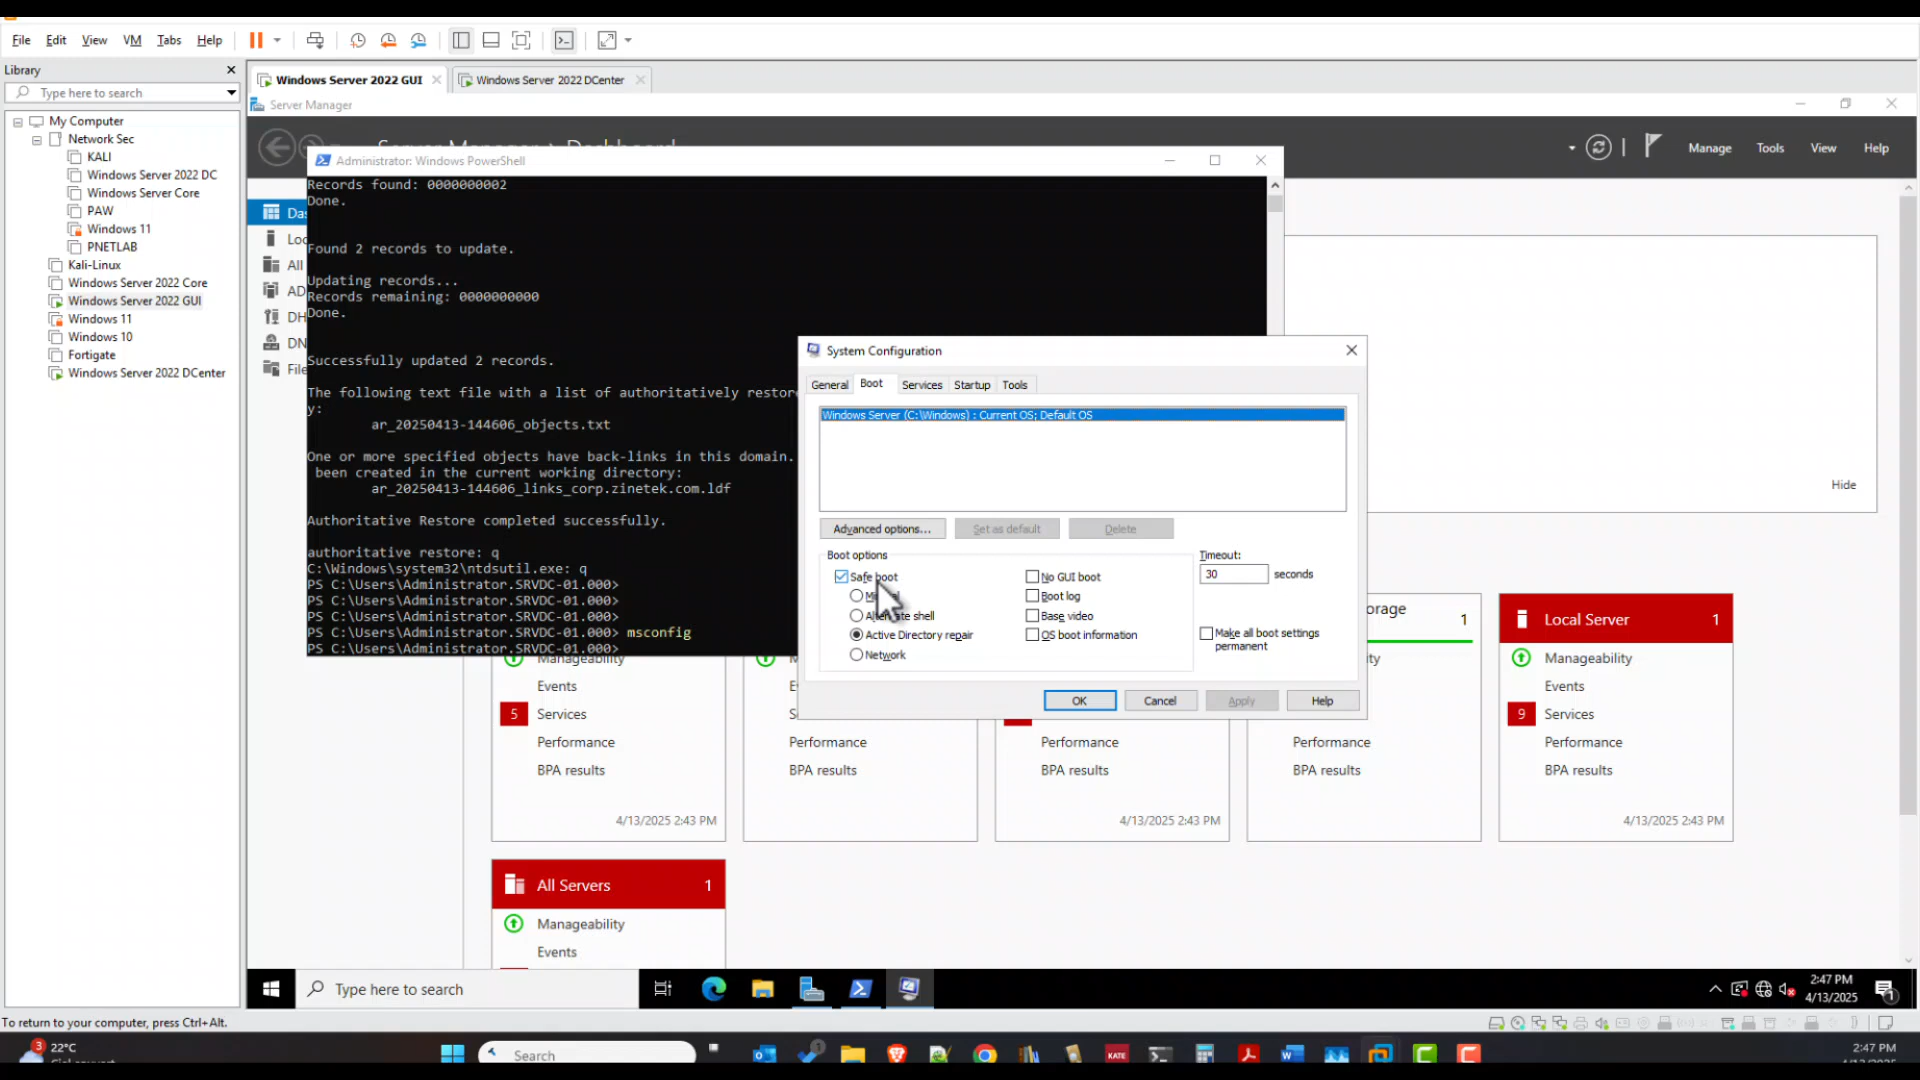 File Edit View VM Tabs Help
Library
Type here to search
My Computer
Network Sec
KALI
Windows Server 2022 DC
Windows Server Core
PAW
Windows 11
PNETLAB
Kali-Linux
Windows Server 2022 Core
Windows Server 2022 GUI
Windows 11
Windows 10
Fortigate
Windows Server 2022 DCenter
Windows Server 2022 GUI
Windows Server 2022 DCenter
Server Manager
Manage Tools View Help
Administrator: Windows PowerShell
Records found: 0000000002
Done.
Found 2 records to update.
Updating records...
Records remaining: 0000000000
Done.
Successfully updated 2 records.
The following text file with a list of authoritatively restore
y:
ar_20250413-144606_objects.txt
One or more specified objects have back-links in this domain.
been created in the current working directory:
ar_20250413-144606_links_corp.zinetek.com.ldf
Authoritative Restore completed successfully.
authoritative restore: q
C:\Windows\system32\ntdsutil.exe: q
PS C:\Users\Administrator.SRVDC-01.000>
PS C:\Users\Administrator.SRVDC-01.000>
PS C:\Users\Administrator.SRVDC-01.000>
PS C:\Users\Administrator.SRVDC-01.000> msconfig
PS C:\Users\Administrator.SRVDC-01.000>
System Configuration
General Boot Services Startup Tools
Windows Server (C:\Windows) : Current OS; Default OS
Advanced options... Set as default Delete
Boot options
Safe boot
Alternate shell
Active Directory repair
Network
No GUI boot
Boot log
Base video
OS boot information
Timeout:
30 seconds
Make all boot settings
permanent
OK Cancel Apply Help
Hide
Manageability
Events
5 Services
Performance
BPA results
4/13/2025 2:43 PM
Performance
BPA results
Performance
BPA results
4/13/2025 2:43 PM
orage 1
Performance
BPA results
Local Server 1
Manageability
Events
9 Services
Performance
BPA results
4/13/2025 2:43 PM
All Servers 1
Manageability
Events
Type here to search
2:47 PM
4/13/2025
1
To return to your computer, press Ctrl+Alt.
3
22°C
Search
KATE
2:47 PM